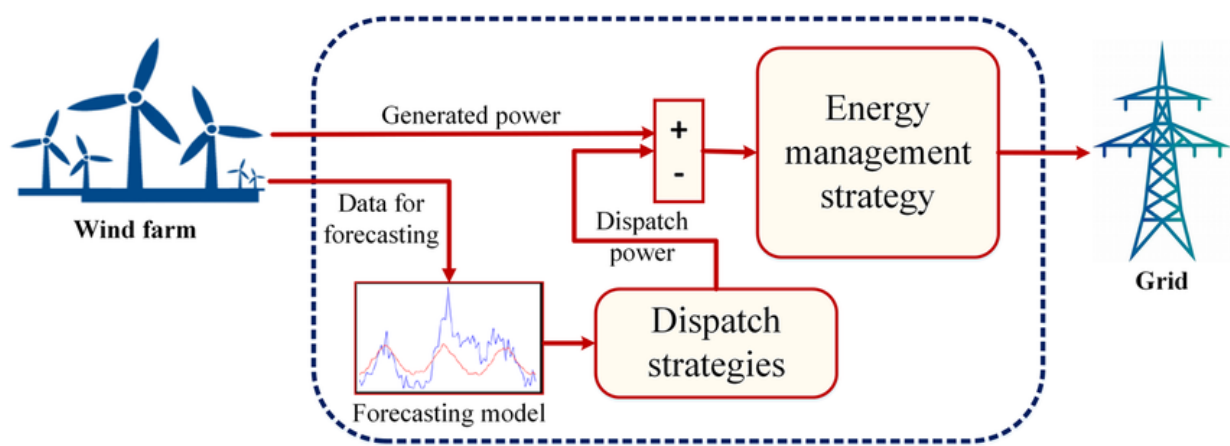 Generated power
+
-
Energy
management
strategy
Wind farm
Data for
forecasting
Dispatch
power
Grid
Dispatch
strategies
Forecasting model